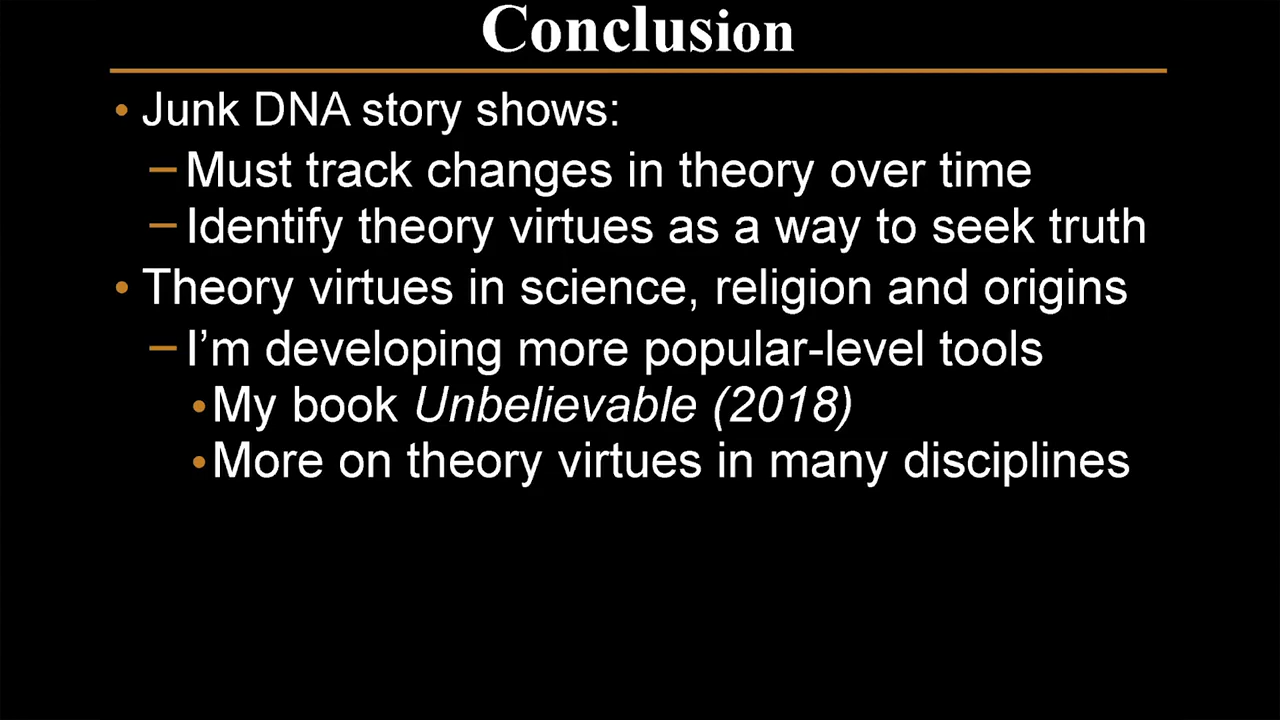 Conclusion
• Junk DNA story shows:
– Must track changes in theory over time
– Identify theory virtues as a way to seek truth
• Theory virtues in science, religion and origins
– I’m developing more popular-level tools
• My book Unbelievable (2018)
• More on theory virtues in many disciplines